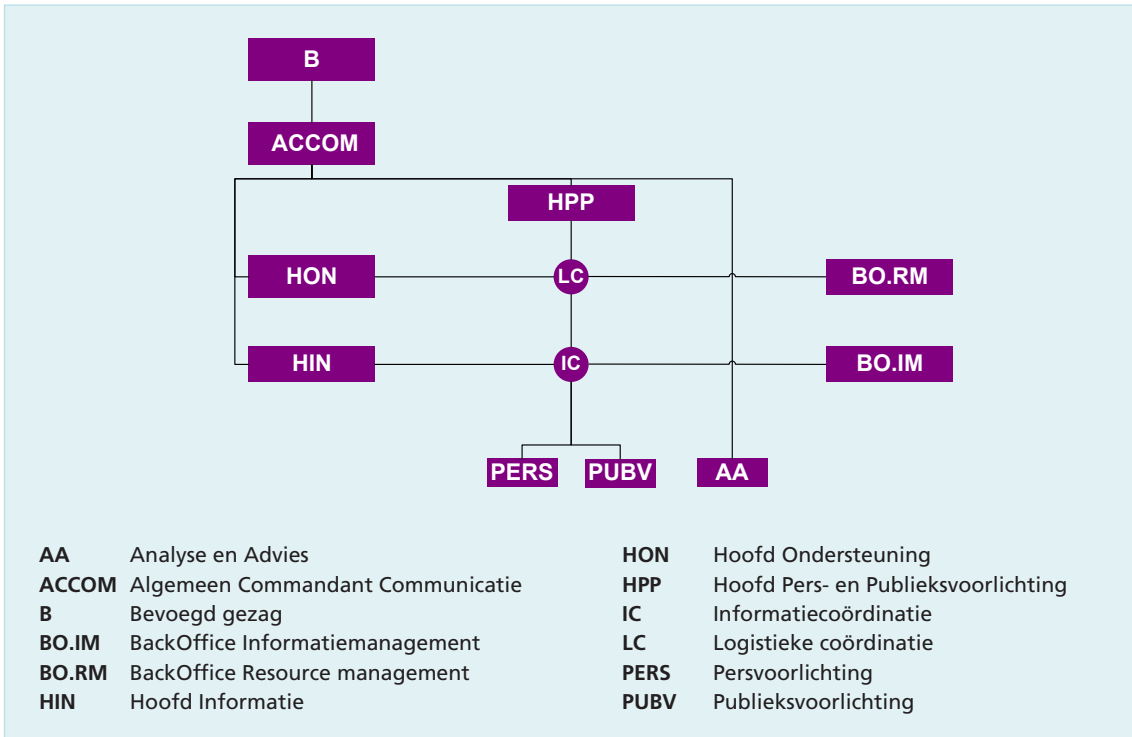 B
ACCOM
HPP
HON
LC
BO.RM
HIN
IC
BO.IM
PERS
PUBV
AA
AA Analyse en Advies
ACCOM Algemeen Commandant Communicatie
B Bevoegd gezag
BO.IM BackOffice Informatiemanagement
BO.RM BackOffice Resource management
HIN Hoofd Informatie
HON Hoofd Ondersteuning
HPP Hoofd Pers- en Publieksvoorlichting
IC Informatiecoördinatie
LC Logistieke coördinatie
PERS Persvoorlichting
PUBV Publieksvoorlichting